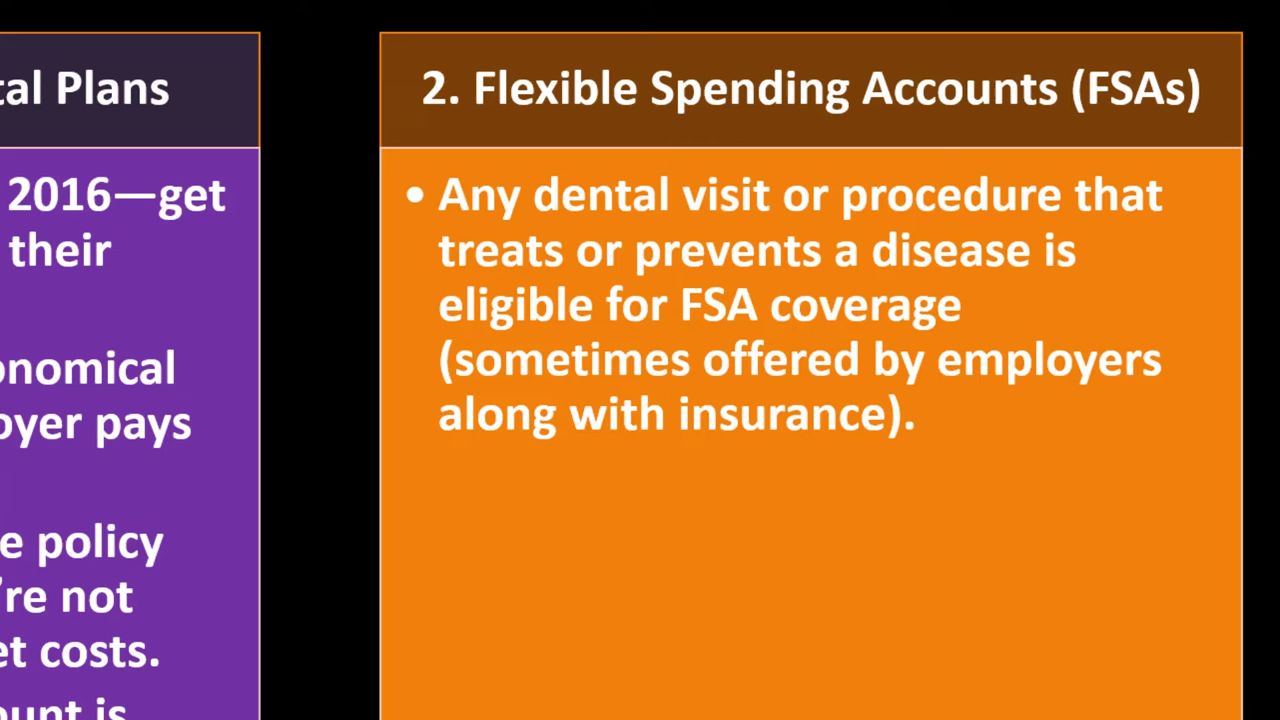 tal Plans
2016—get
their
onomical
oyer pays
e policy
're not
et costs.
ount is
2. Flexible Spending Accounts (FSAs)
• Any dental visit or procedure that
treats or prevents a disease is
eligible for FSA coverage
(sometimes offered by employers
along with insurance).